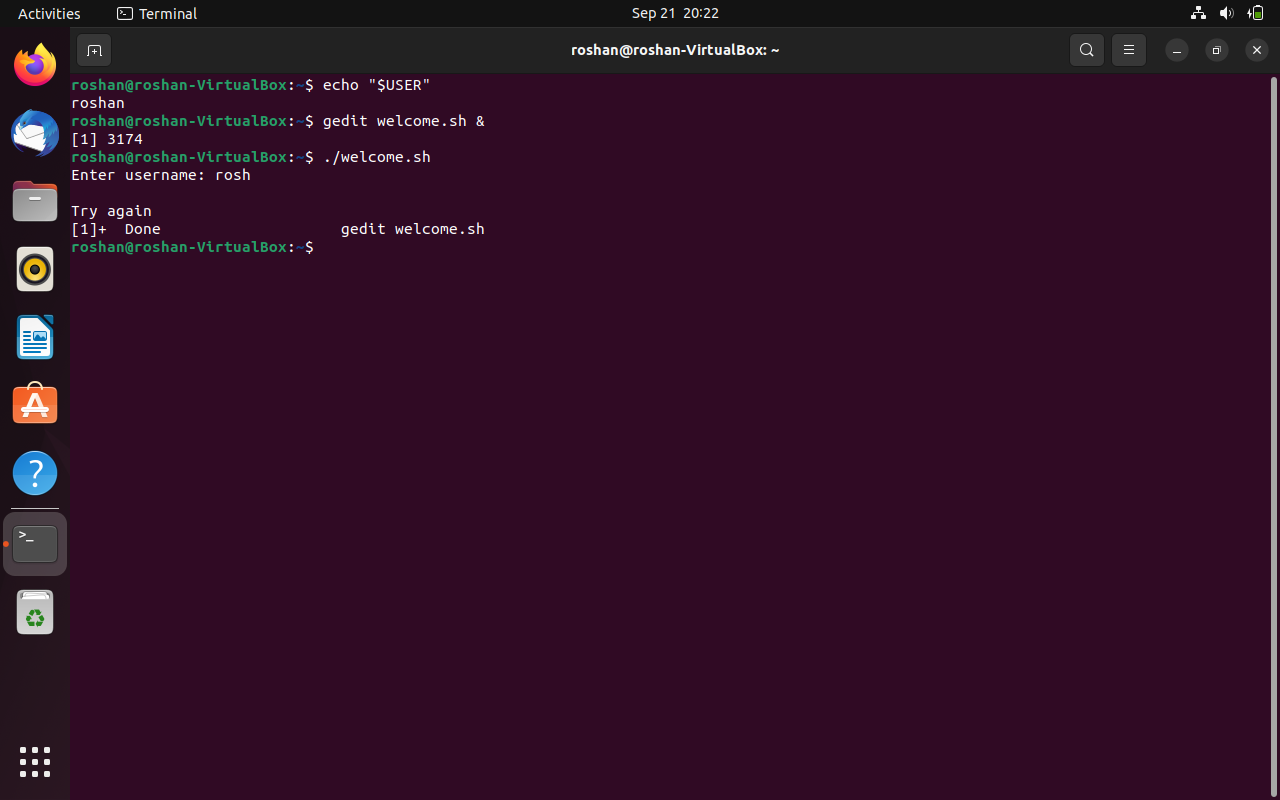 Activities Terminal Sep 21 20:22
roshan@roshan-VirtualBox: ~
roshan@roshan-VirtualBox:~$ echo "$USER"
roshan
roshan@roshan-VirtualBox:~$ gedit welcome.sh &
[1] 3174
roshan@roshan-VirtualBox:~$ ./welcome.sh
Enter username: rosh
Try again
[1]+  Done                    gedit welcome.sh
roshan@roshan-VirtualBox:~$